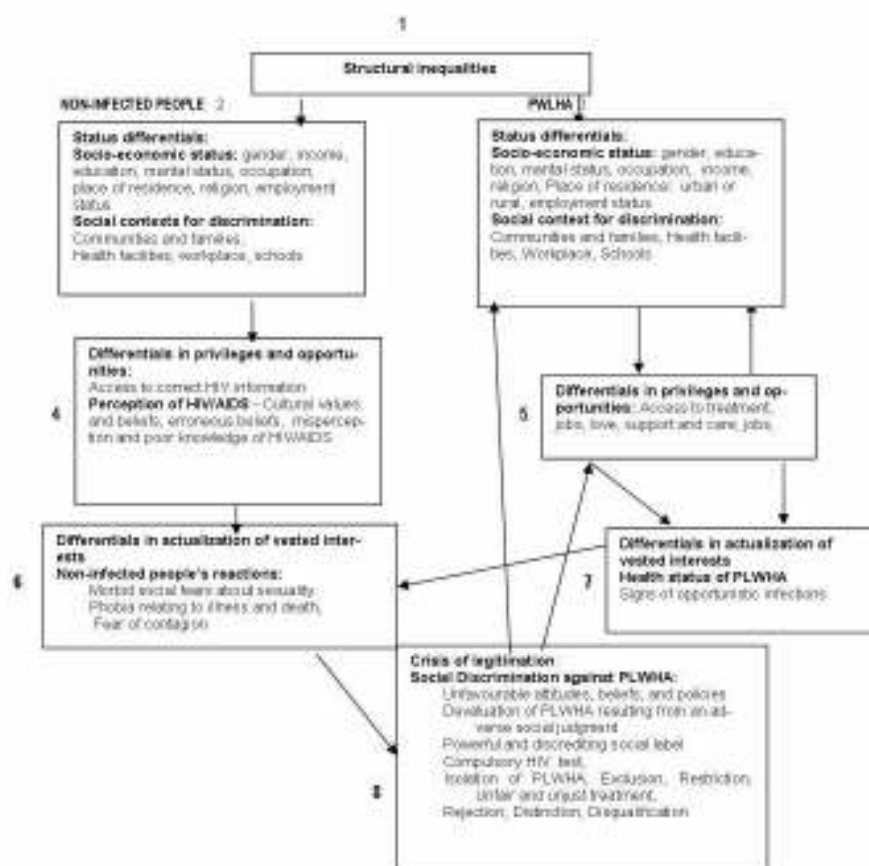 1
Structural inequalities
NON-INFECTED PEOPLE 2
PWLHA
Status differentials:
Socio-economic status: gender, income,
education, mental status, occupation,
place of residence, religion, employment
status
Social contexts for discrimination:
Communities and families,
Health facilities, workplace, schools
Status differentials:
Socio-economic status: gender, educa-
tion, mental status, occupation, income,
religion, Place of residence: urban or
rural, employment status
Social context for discrimination:
Communities and families, Health facili-
ties, Workplace, Schools
4
Differentials in privileges and opportu-
nities:
Access to correct HIV information
Perception of HIV/AIDS – Cultural values
and beliefs, erroneous beliefs, mispercep-
tion and poor knowledge of HIV/AIDS
5
Differentials in privileges and op-
portunities: Access to treatment,
jobs, love, support and care, jobs,
6
Differentials in actualization of vested inter-
ests
Non-infected people's reactions:
Morbid social fears about sexuality
Phobia relating to illness and death,
Fear of contagion
7
Differentials in actualization of
vested interests
Health status of PLWHA
Signs of opportunistic infections
8
Crisis of legitimation
Social Discrimination against PLWHA:
Unfavourable attitudes, beliefs, and policies
Devaluation of PLWHA resulting from an ad-
verse social judgment
Powerful and discrediting social label
Compulsory HIV test,
Isolation of PLWHA, Exclusion, Restriction,
Unfair and unjust treatment,
Rejection, Distinction, Disqualification